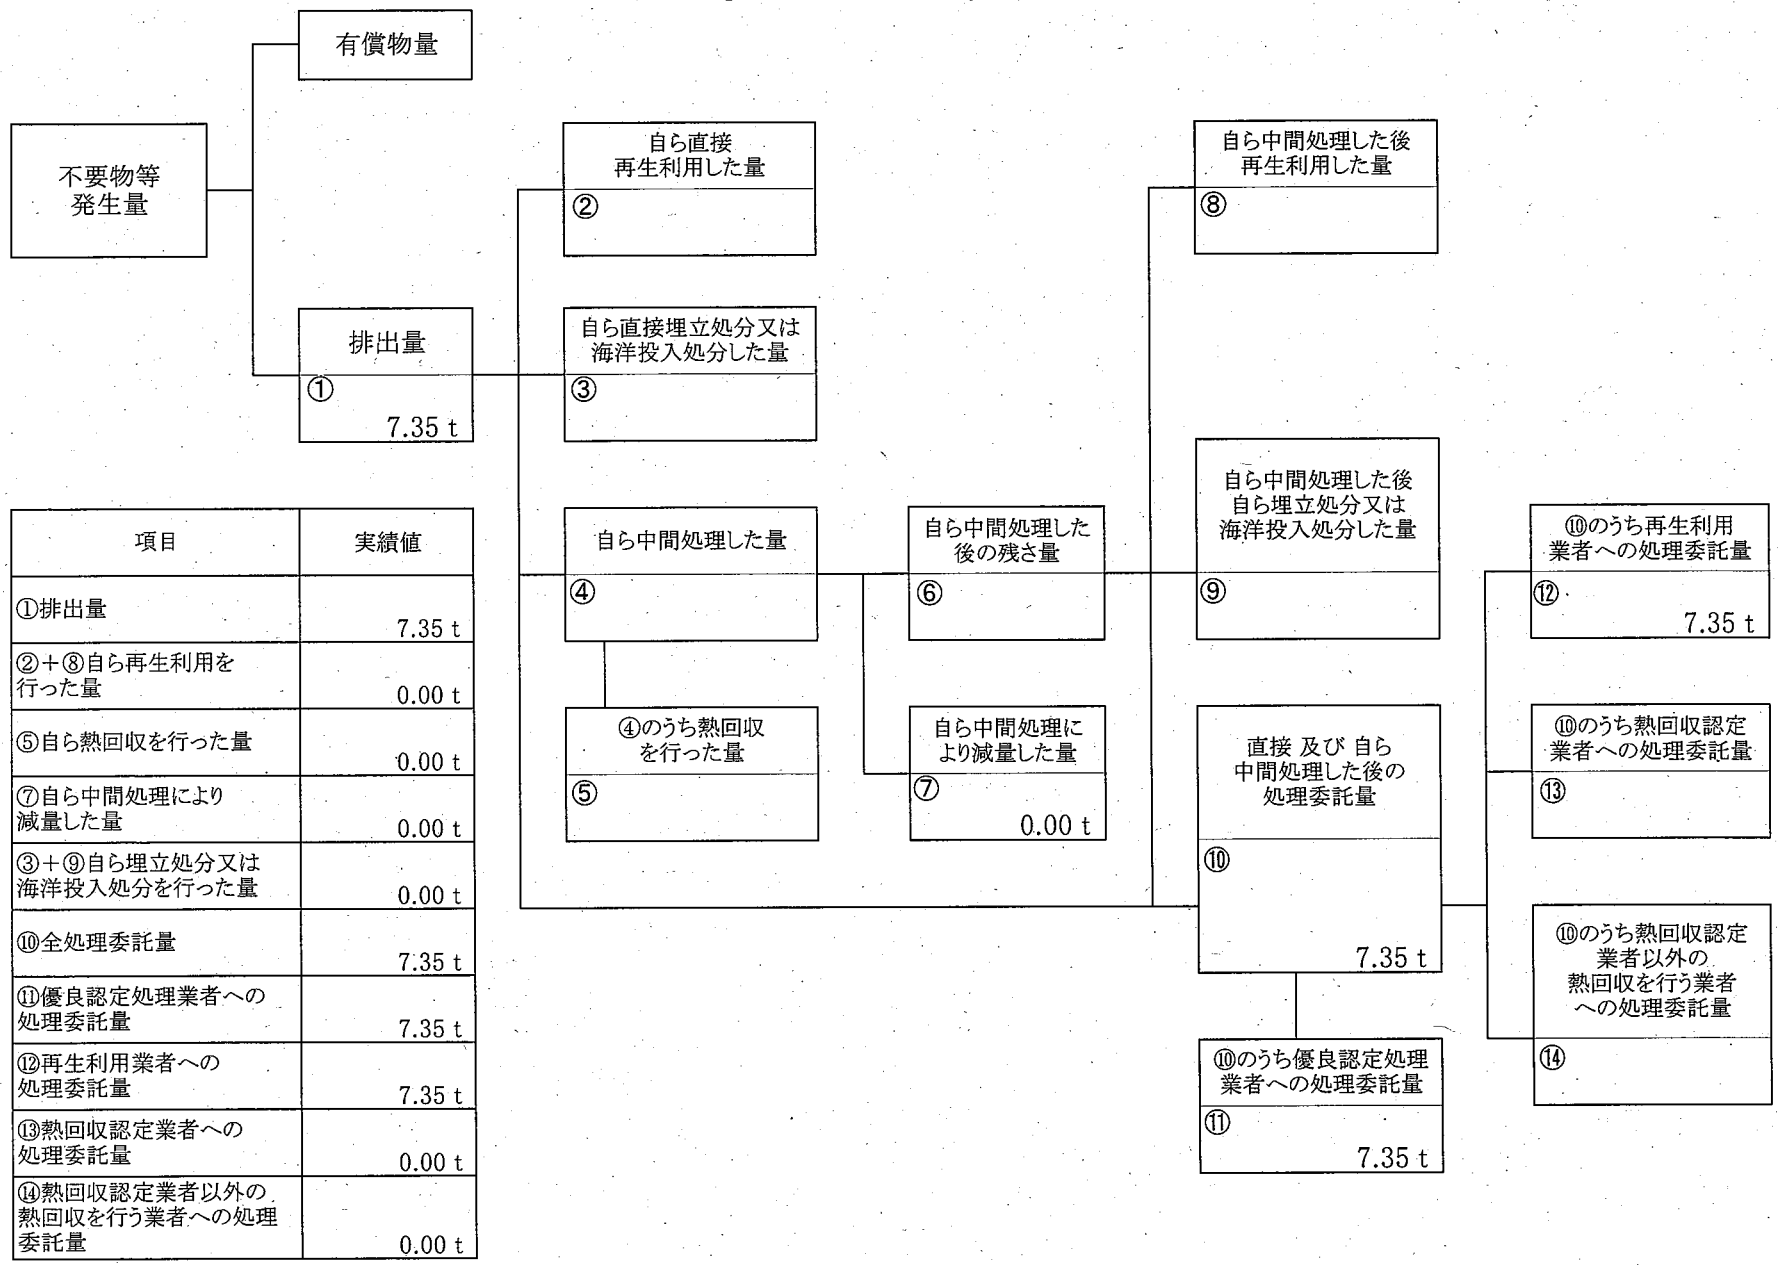 有償物量
不要物等
発生量
排出量
①
7.35 t
自ら直接
再生利用した量
②
自ら直接埋立処分又は
海洋投入処分した量
③
自ら中間処理した量
④
④のうち熱回収
を行った量
⑤
自ら中間処理した
後の残さ量
⑥
自ら中間処理に
より減量した量
⑦
0.00 t
自ら中間処理した後
再生利用した量
⑧
自ら中間処理した後
自ら埋立処分又は
海洋投入処分した量
⑨
直接 及び 自ら
中間処理した後の
処理委託量
⑩
7.35 t
⑩のうち優良認定処理
業者への処理委託量
⑪
7.35 t
⑩のうち再生利用
業者への処理委託量
⑫
7.35 t
⑩のうち熱回収認定
業者への処理委託量
⑬
⑩のうち熱回収認定
業者以外の
熱回収を行う業者
への処理委託量
⑭
項目 実績値
①排出量
7.35 t
②+⑧自ら再生利用を
行った量
0.00 t
⑤自ら熱回収を行った量
0.00 t
⑦自ら中間処理により
減量した量
0.00 t
③+⑨自ら埋立処分又は
海洋投入処分を行った量
0.00 t
⑩全処理委託量
7.35 t
⑪優良認定処理業者への
処理委託量
7.35 t
⑫再生利用業者への
処理委託量
7.35 t
⑬熱回収認定業者への
処理委託量
0.00 t
⑭熱回収認定業者以外の
熱回収を行う業者への処理
委託量
0.00 t